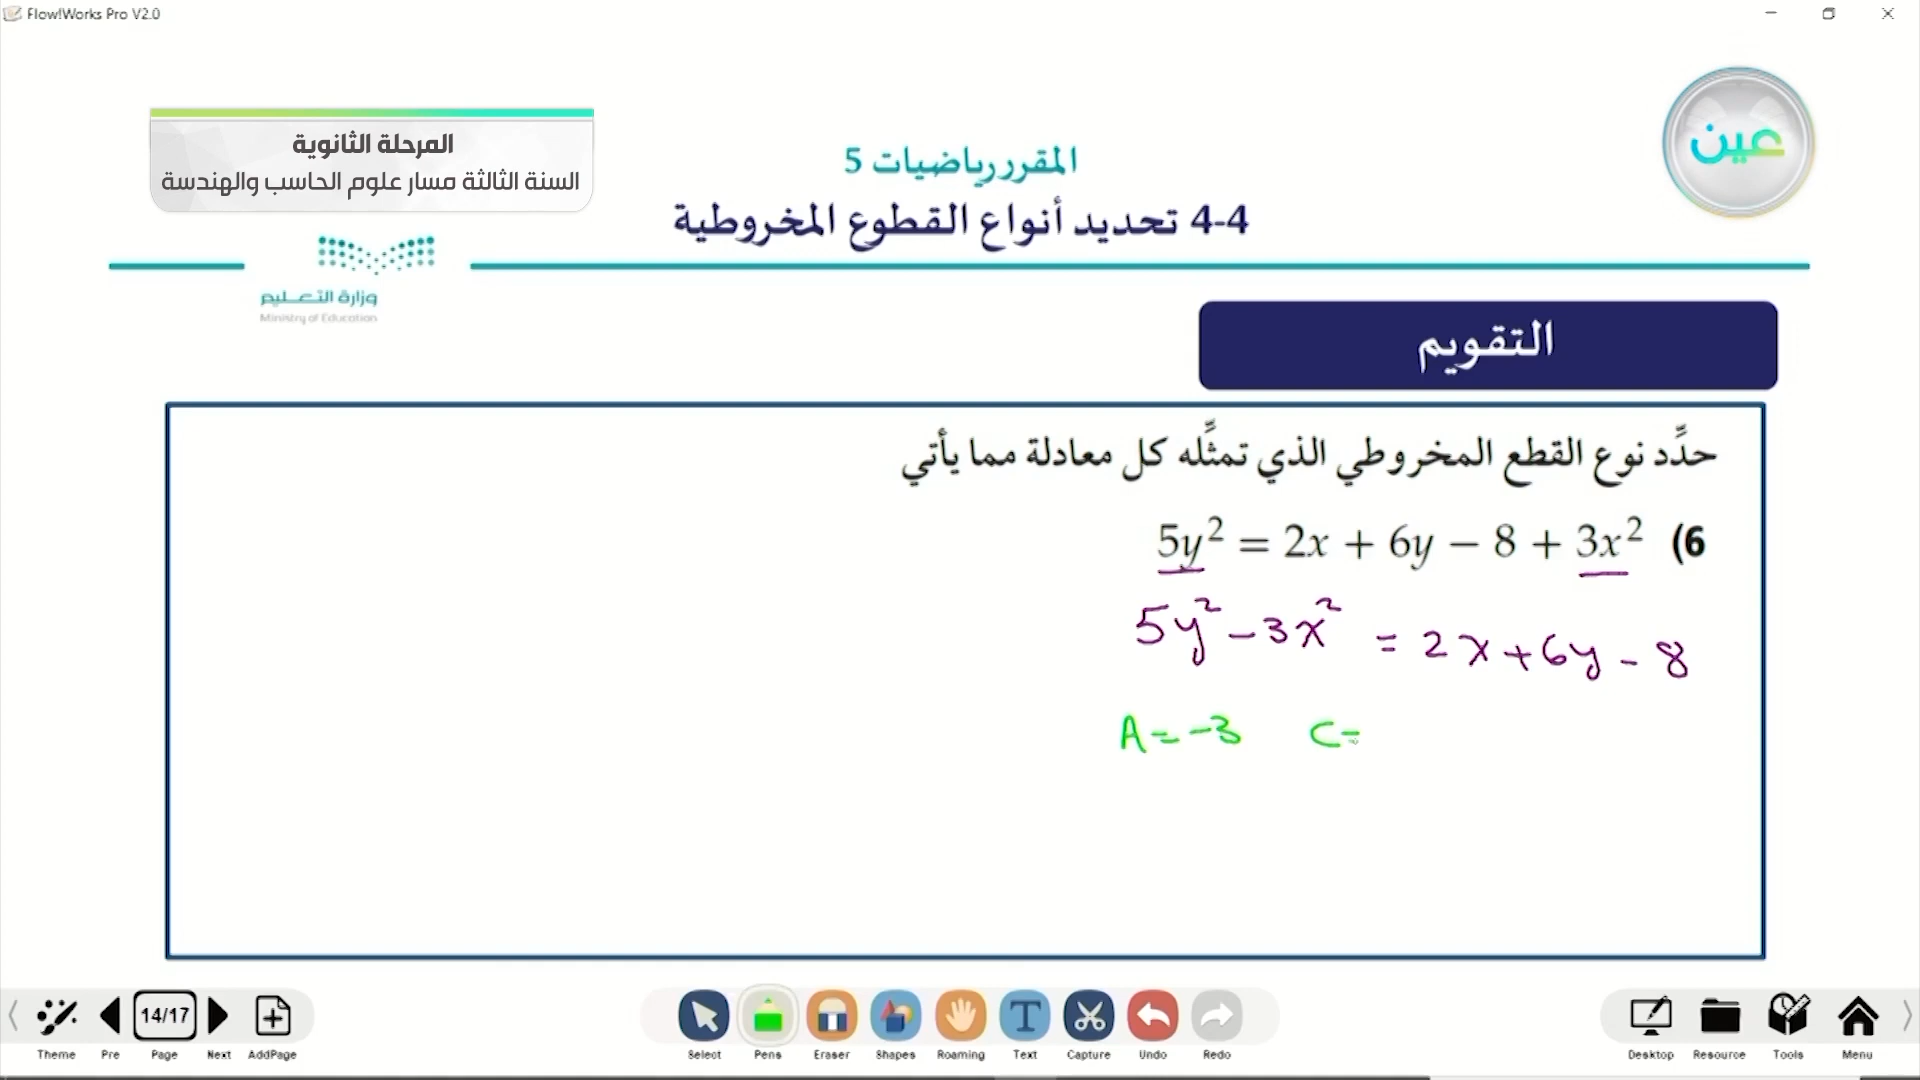 Flow!Works Pro V2.0
المرحلة الثانوية
السنة الثالثة مسار علوم الحاسب والهندسة
المقرر رياضيات 5
4-4 تحديد أنواع القطوع المخروطية
عين
وزارة التعليم
Ministry of Education
التقويم
حدِّد نوع القطع المخروطي الذي تمثِّله كل معادلة مما يأتي
5y² = 2x + 6y − 8 + 3x² (6
5y² − 3x² = 2x + 6y − 8
A = −3 C =
14/17
Theme Pre Page Next AddPage
Select Pens Eraser Shapes Roaming Text Capture Undo Redo
Desktop Resource Tools Menu